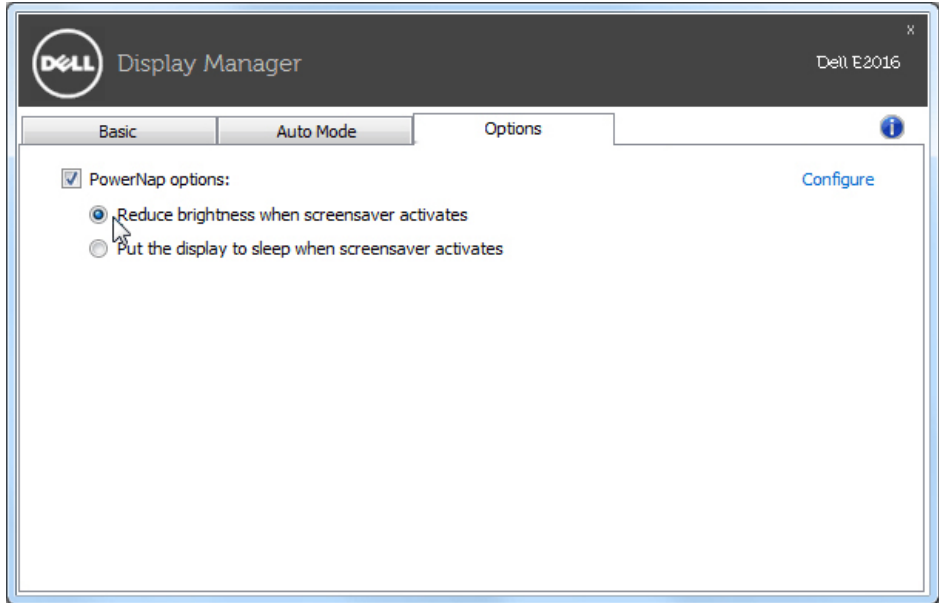 x
DELL
Display Manager
Dell E2016
Basic
Auto Mode
Options
i
PowerNap options:
Configure
Reduce brightness when screensaver activates
Put the display to sleep when screensaver activates